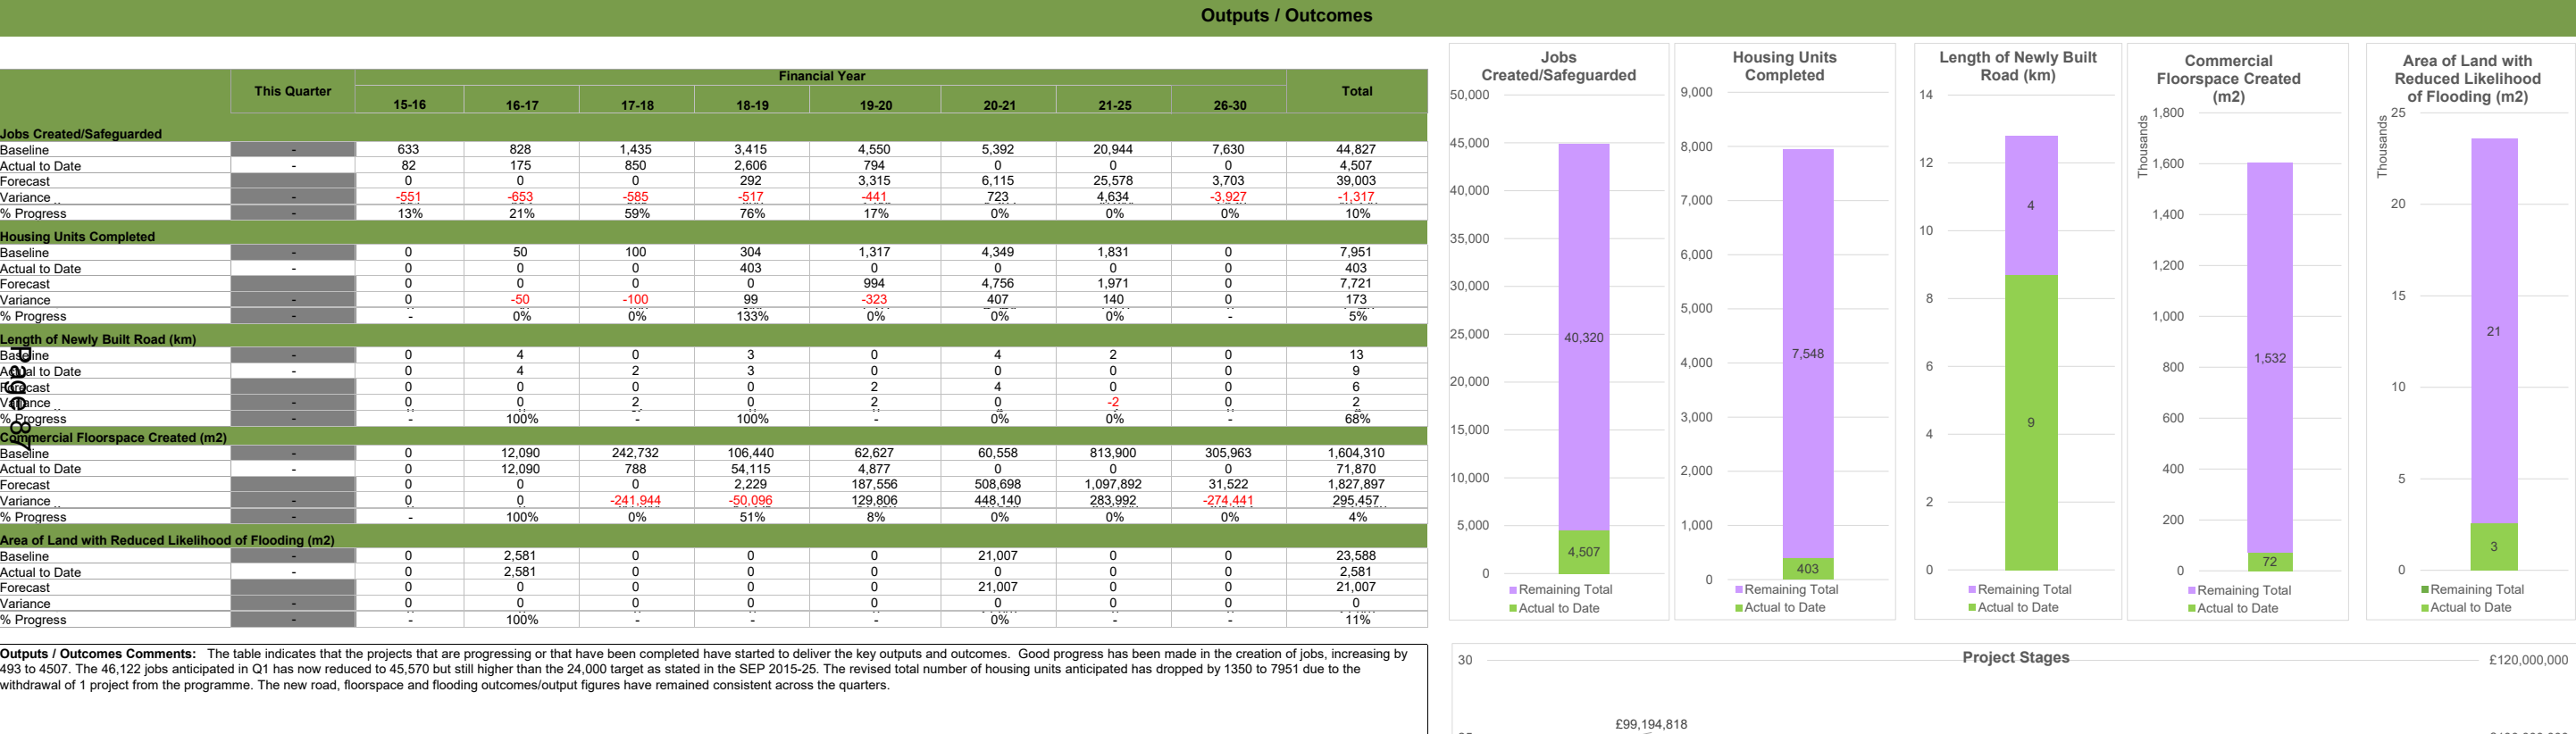 Outputs / Outcomes
This Quarter Financial Year Total
15-16 16-17 17-18 18-19 19-20 20-21 21-25 26-30
Jobs Created/Safeguarded
Baseline - 633 828 1,435 3,415 4,550 5,392 20,944 7,630 44,827
Actual to Date - 82 175 850 2,606 794 0 0 0 4,507
Forecast 0 0 0 292 3,315 6,115 25,578 3,703 39,003
Variance - -551 -653 -585 -517 -441 723 4,634 -3,927 -1,317
% Progress - 13% 21% 59% 76% 17% 0% 0% 0% 10%
Housing Units Completed
Baseline - 0 50 100 304 1,317 4,349 1,831 0 7,951
Actual to Date - 0 0 0 403 0 0 0 0 403
Forecast 0 0 0 0 994 4,756 1,971 0 7,721
Variance - 0 -50 -100 99 -323 407 140 0 173
% Progress - - 0% 0% 133% 0% 0% 0% - 5%
Length of Newly Built Road (km)
Baseline - 0 4 0 3 0 4 2 0 13
Actual to Date - 0 4 2 3 0 0 0 0 9
Forecast 0 0 0 0 2 4 0 0 6
Variance - 0 0 2 0 2 0 -2 0 2
% Progress - - 100% - 100% - 0% 0% - 68%
Page 87
Commercial Floorspace Created (m2)
Baseline - 0 12,090 242,732 106,440 62,627 60,558 813,900 305,963 1,604,310
Actual to Date - 0 12,090 788 54,115 4,877 0 0 0 71,870
Forecast 0 0 0 2,229 187,556 508,698 1,097,892 31,522 1,827,897
Variance - 0 0 -241,944 -50,096 129,806 448,140 283,992 -274,441 295,457
% Progress - - 100% 0% 51% 8% 0% 0% 0% 4%
Area of Land with Reduced Likelihood of Flooding (m2)
Baseline - 0 2,581 0 0 0 21,007 0 0 23,588
Actual to Date - 0 2,581 0 0 0 0 0 0 2,581
Forecast 0 0 0 0 0 21,007 0 0 21,007
Variance - 0 0 0 0 0 0 0 0 0
% Progress - - 100% - - - 0% - - 11%
Outputs / Outcomes Comments: The table indicates that the projects that are progressing or that have been completed have started to deliver the key outputs and outcomes. Good progress has been made in the creation of jobs, increasing by
493 to 4507. The 46,122 jobs anticipated in Q1 has now reduced to 45,570 but still higher than the 24,000 target as stated in the SEP 2015-25. The revised total number of housing units anticipated has dropped by 1350 to 7951 due to the
withdrawal of 1 project from the programme. The new road, floorspace and flooding outcomes/output figures have remained consistent across the quarters.
Jobs
Created/Safeguarded
50,000
45,000
40,000
35,000
30,000
25,000
20,000
15,000
10,000
5,000
0
40,320
4,507
Remaining Total
Actual to Date
Housing Units
Completed
9,000
8,000
7,000
6,000
5,000
4,000
3,000
2,000
1,000
0
7,548
403
Remaining Total
Actual to Date
Length of Newly Built
Road (km)
14
12
10
8
6
4
2
0
4
9
Remaining Total
Actual to Date
Commercial
Floorspace Created
(m2)
Thousands
1,800
1,600
1,400
1,200
1,000
800
600
400
200
0
1,532
72
Remaining Total
Actual to Date
Area of Land with
Reduced Likelihood
of Flooding (m2)
Thousands
25
20
15
10
5
0
21
3
Remaining Total
Actual to Date
Project Stages
30
£120,000,000
£99,194,818